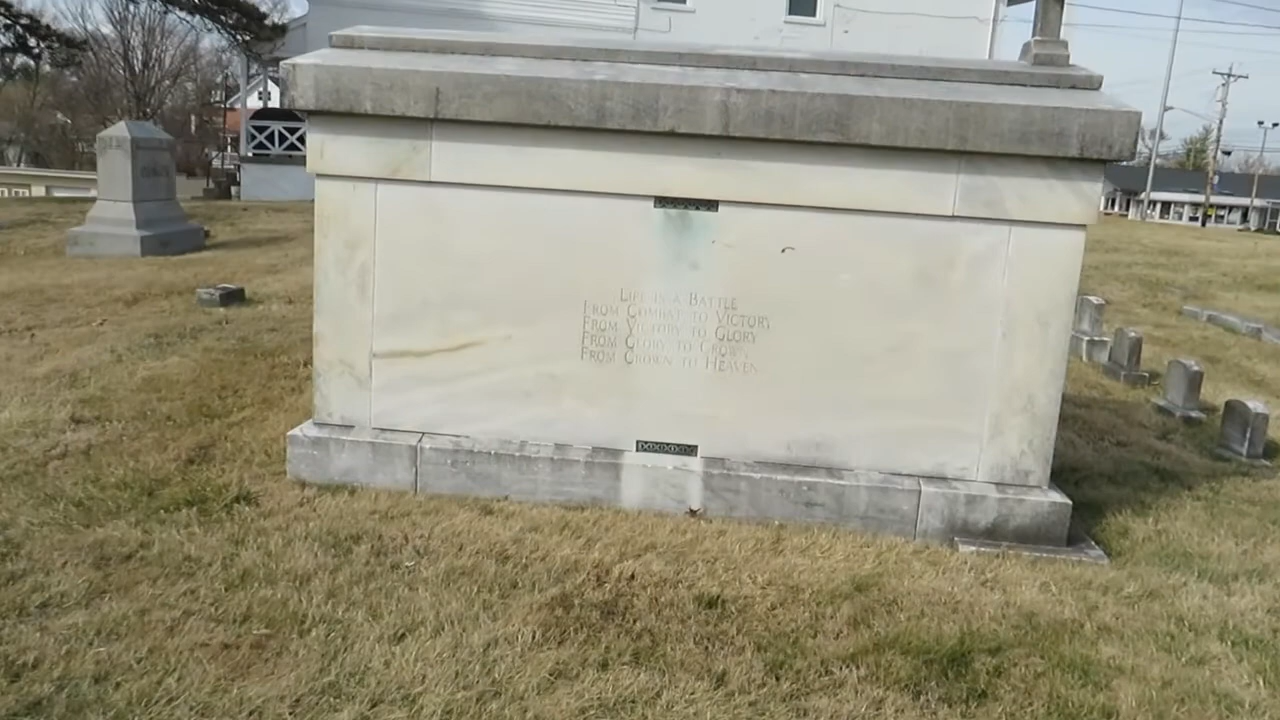 LIFE IS A BATTLE
FROM COMBAT TO VICTORY
FROM VICTORY TO GLORY
FROM GLORY TO CROWN
FROM CROWN TO HEAVEN